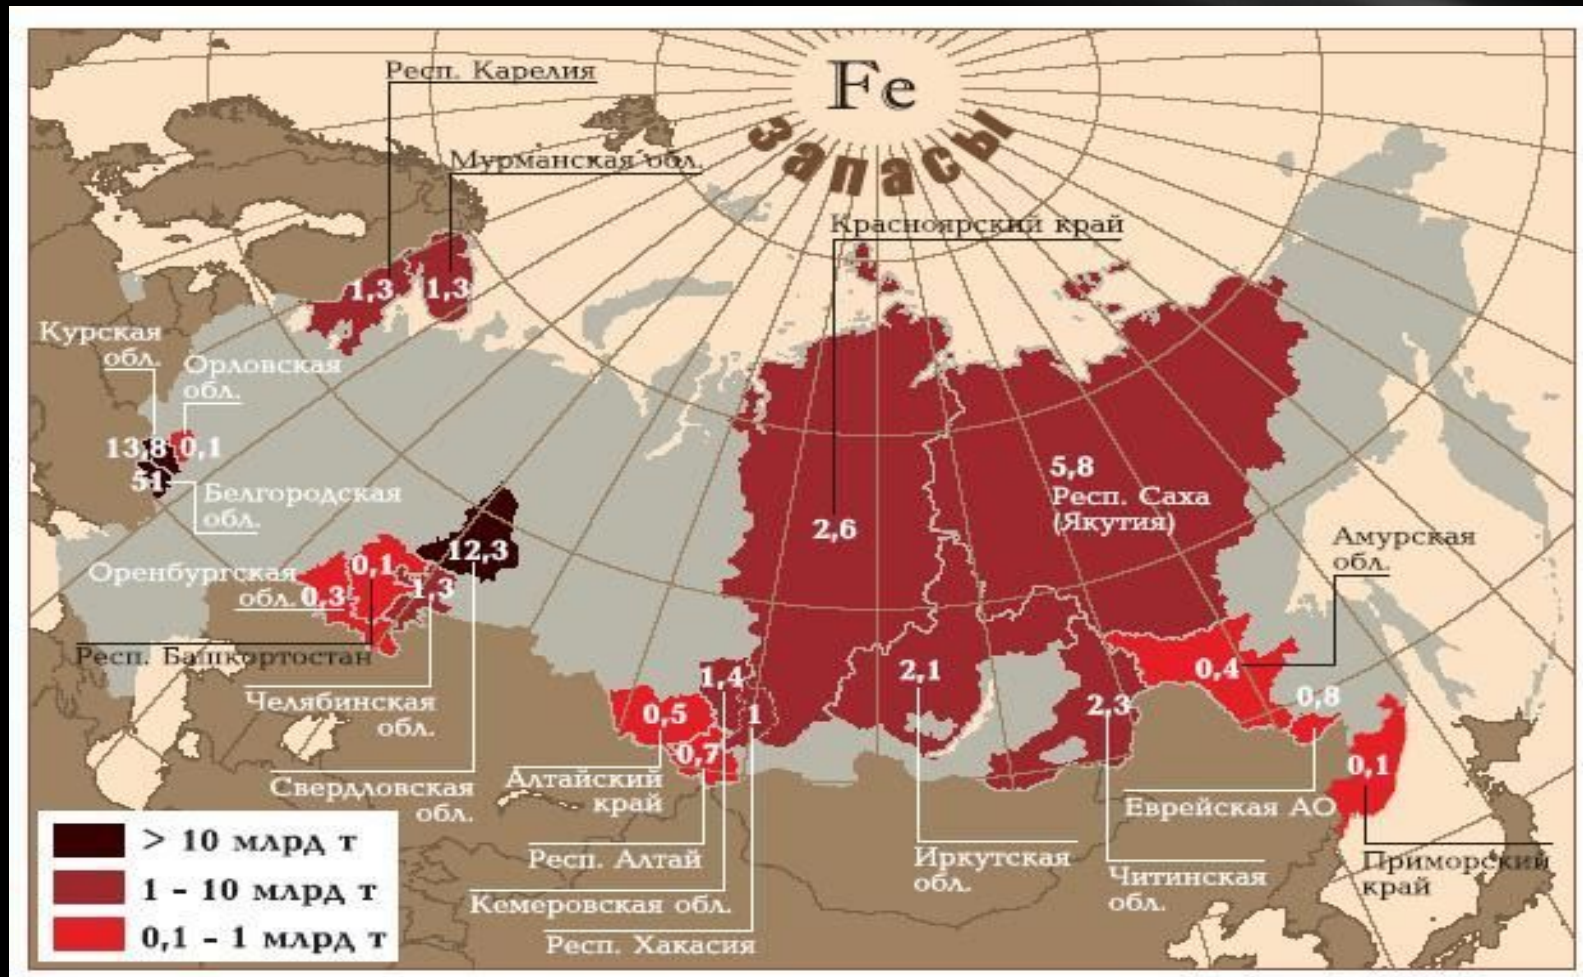 Fe
Запасы
Респ. Карелия
Мурманская обл.
Красноярский край
1,3
1,3
Курская
обл.
Орловская
обл.
13,8
0,1
51
Белгородская
обл.
5,8
Респ. Саха
(Якутия)
2,6
12,3
Амурская
обл.
Оренбургская
обл.
0,3
0,1
1,3
Респ. Башкортостан
Челябинская
обл.
Свердловская
обл.
1,4
2,1
0,4
0,5
1
2,3
0,8
0,7
0,1
Алтайский
край
Еврейская АО
Респ. Алтай
Иркутская
обл.
Читинская
обл.
Приморский
край
Кемеровская обл.
Респ. Хакасия
> 10 млрд т
1 - 10 млрд т
0,1 - 1 млрд т